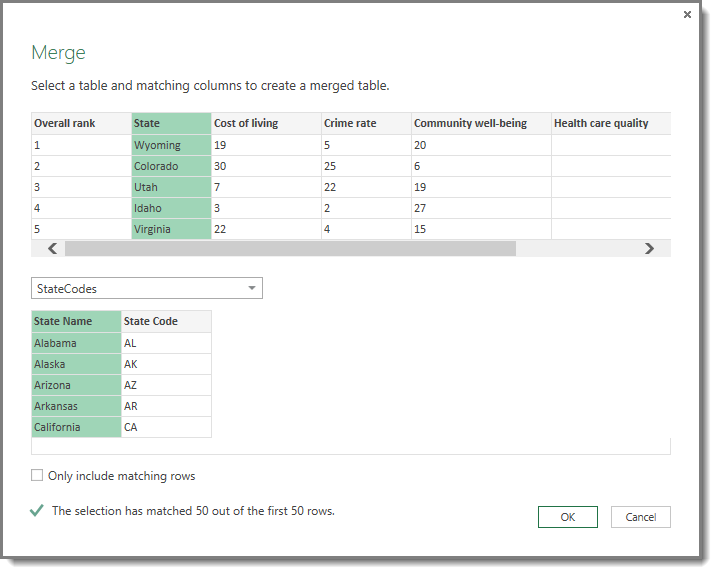 Merge
Select a table and matching columns to create a merged table.
Overall rank State Cost of living Crime rate Community well-being Health care quality
1 Wyoming 19 5 20
2 Colorado 30 25 6
3 Utah 7 22 19
4 Idaho 3 2 27
5 Virginia 22 4 15
StateCodes
State Name State Code
Alabama AL
Alaska AK
Arizona AZ
Arkansas AR
California CA
Only include matching rows
The selection has matched 50 out of the first 50 rows.
OK Cancel